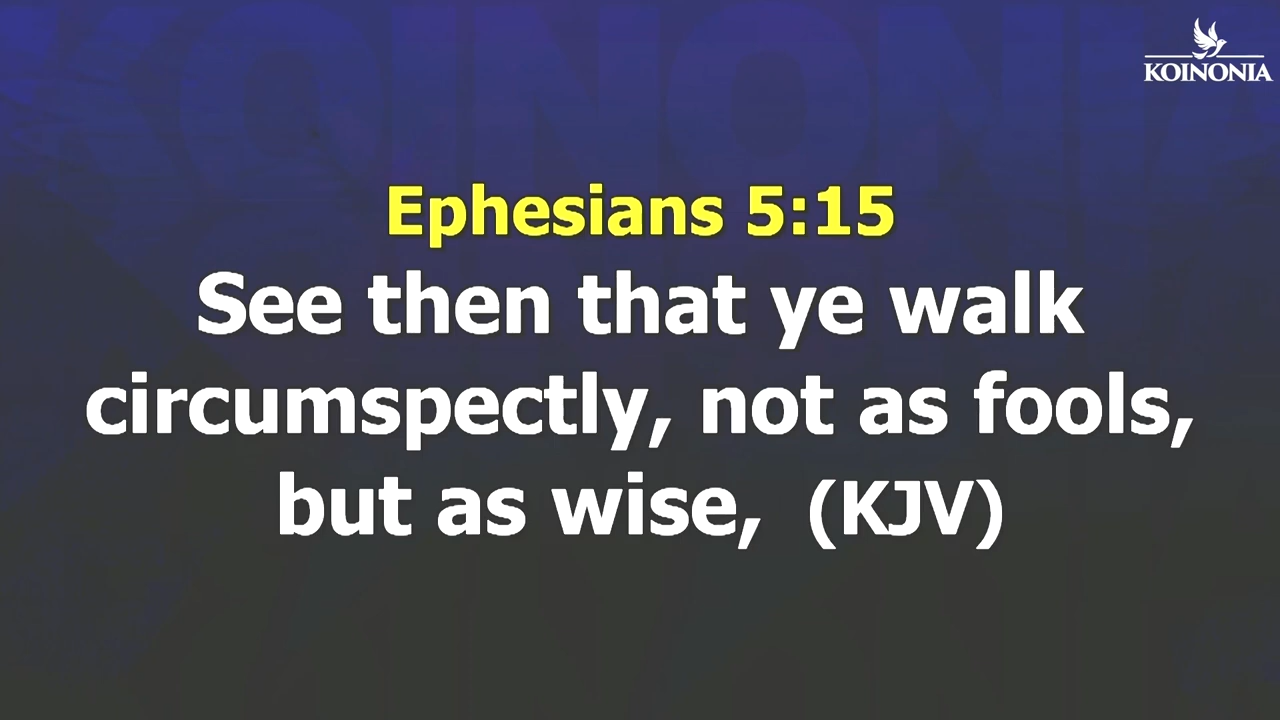 KOINONIA
Ephesians 5:15
See then that ye walk
circumspectly, not as fools,
but as wise,  (KJV)